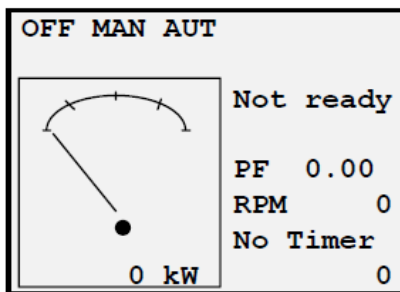 OFF MAN AUT
Not ready
PF 0.00
RPM 0
No Timer
0 kW 0